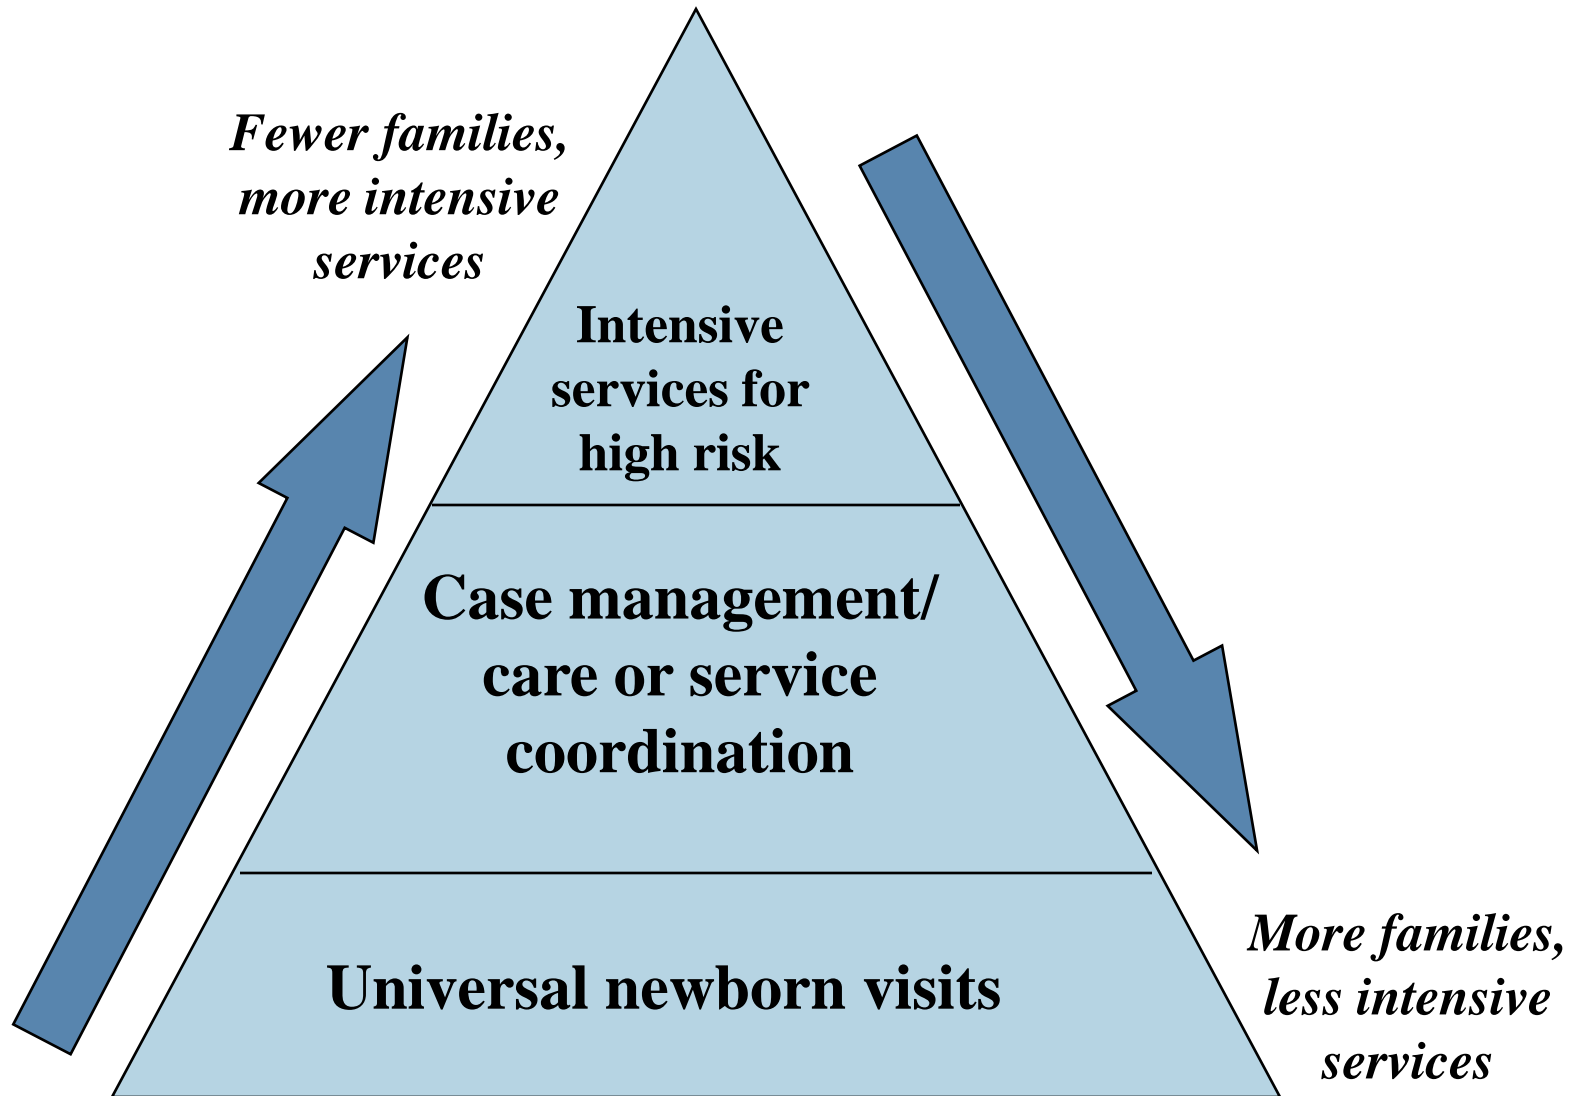 Fewer families,
more intensive
services
Intensive
services for
high risk
Case management/
care or service
coordination
Universal newborn visits
More families,
less intensive
services